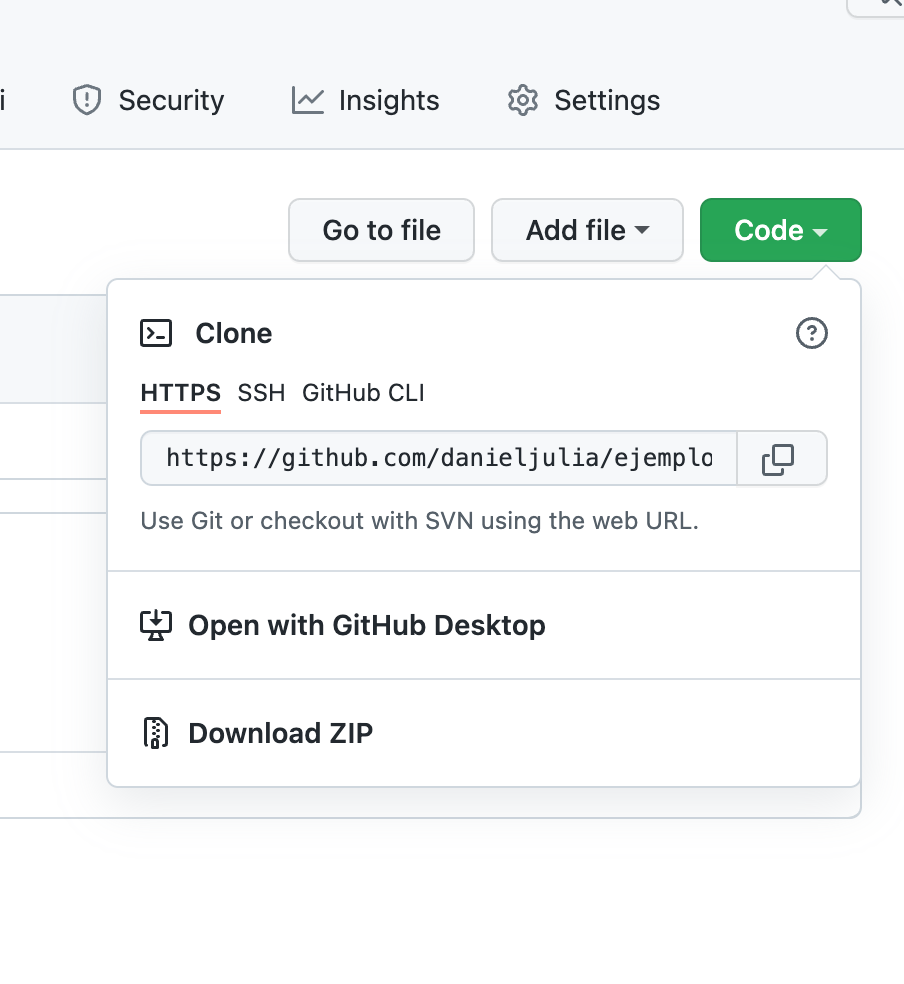 Security Insights Settings
Go to file Add file Code
Clone
HTTPS SSH GitHub CLI
https://github.com/danieljulia/ejemplo
Use Git or checkout with SVN using the web URL.
Open with GitHub Desktop
Download ZIP